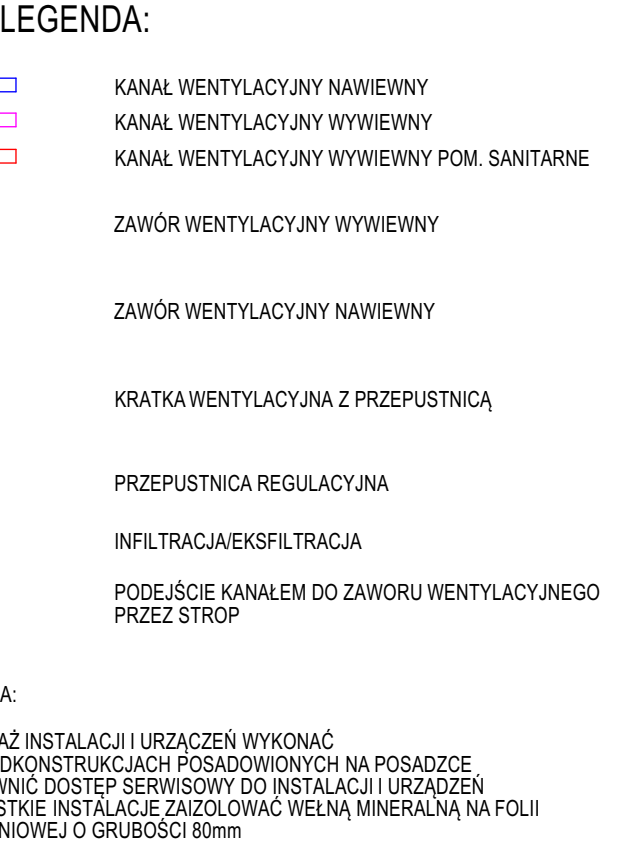 LEGENDA:
KANAŁ WENTYLACYJNY NAWIEWNY
KANAŁ WENTYLACYJNY WYWIEWNY
KANAŁ WENTYLACYJNY WYWIEWNY POM. SANITARNE
ZAWÓR WENTYLACYJNY WYWIEWNY
ZAWÓR WENTYLACYJNY NAWIEWNY
KRATKA WENTYLACYJNA Z PRZEPUSTNICĄ
PRZEPUSTNICA REGULACYJNA
INFILTRACJA/EKSFILTRACJA
PODEJŚCIE KANAŁEM DO ZAWORU WENTYLACYJNEGO
PRZEZ STROP
A:
AŻ INSTALACJI I URZĄCZEŃ WYKONAĆ
DKONSTRUKCJACH POSADOWIONYCH NA POSADZCE
WNIĆ DOSTĘP SERWISOWY DO INSTALACJI I URZĄDZEŃ
STKIE INSTALACJE ZAIZOLOWAĆ WEŁNĄ MINERALNĄ NA FOLII
NIOWEJ O GRUBOŚCI 80mm